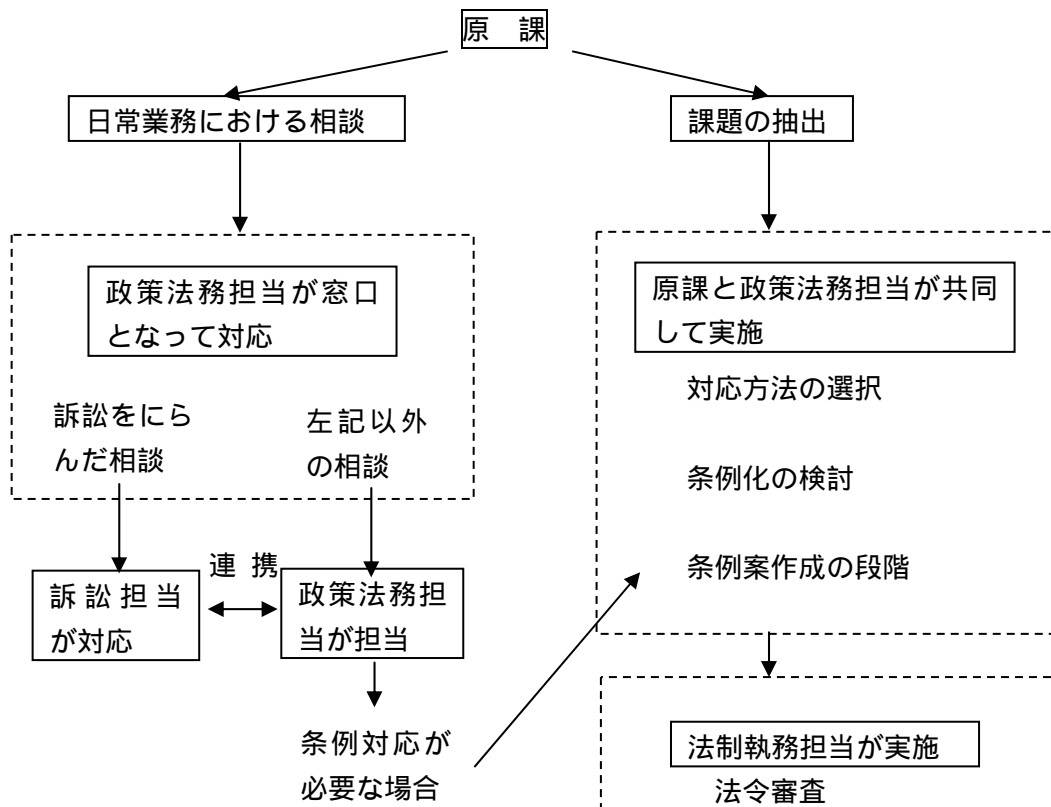 原 課
日常業務における相談
課題の抽出
政策法務担当が窓口
となって対応
訴訟をにら
んだ相談
左記以外
の相談
連 携
訴訟担当
が対応
政策法務担
当が担当
条例対応が
必要な場合
原課と政策法務担当が共同
して実施
対応方法の選択
条例化の検討
条例案作成の段階
法制執務担当が実施
法令審査